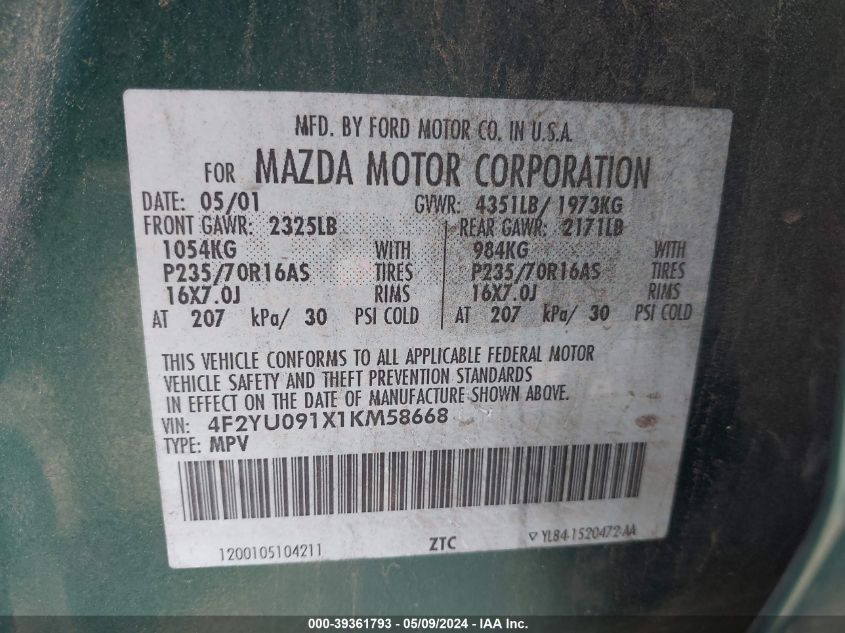 MFD. BY FORD MOTOR CO. IN U.S.A.
FOR MAZDA MOTOR CORPORATION
DATE: 05/01 GVWR: 4351LB/ 1973KG
FRONT GAWR: 2325LB REAR GAWR: 2171LB
1054KG WITH 984KG WITH
P235/70R16AS TIRES P235/70R16AS TIRES
16X7.0J RIMS 16X7.0J RIMS
AT 207 kPa/ 30 PSI COLD AT 207 kPa/ 30 PSI COLD
THIS VEHICLE CONFORMS TO ALL APPLICABLE FEDERAL MOTOR
VEHICLE SAFETY AND THEFT PREVENTION STANDARDS
IN EFFECT ON THE DATE OF MANUFACTURE SHOWN ABOVE.
VIN: 4F2YU091X1KM58668
TYPE: MPV
1200105104211 ZTC ▽ YL84-1520472-AA
000-39361793 - 05/09/2024 - IAA Inc.